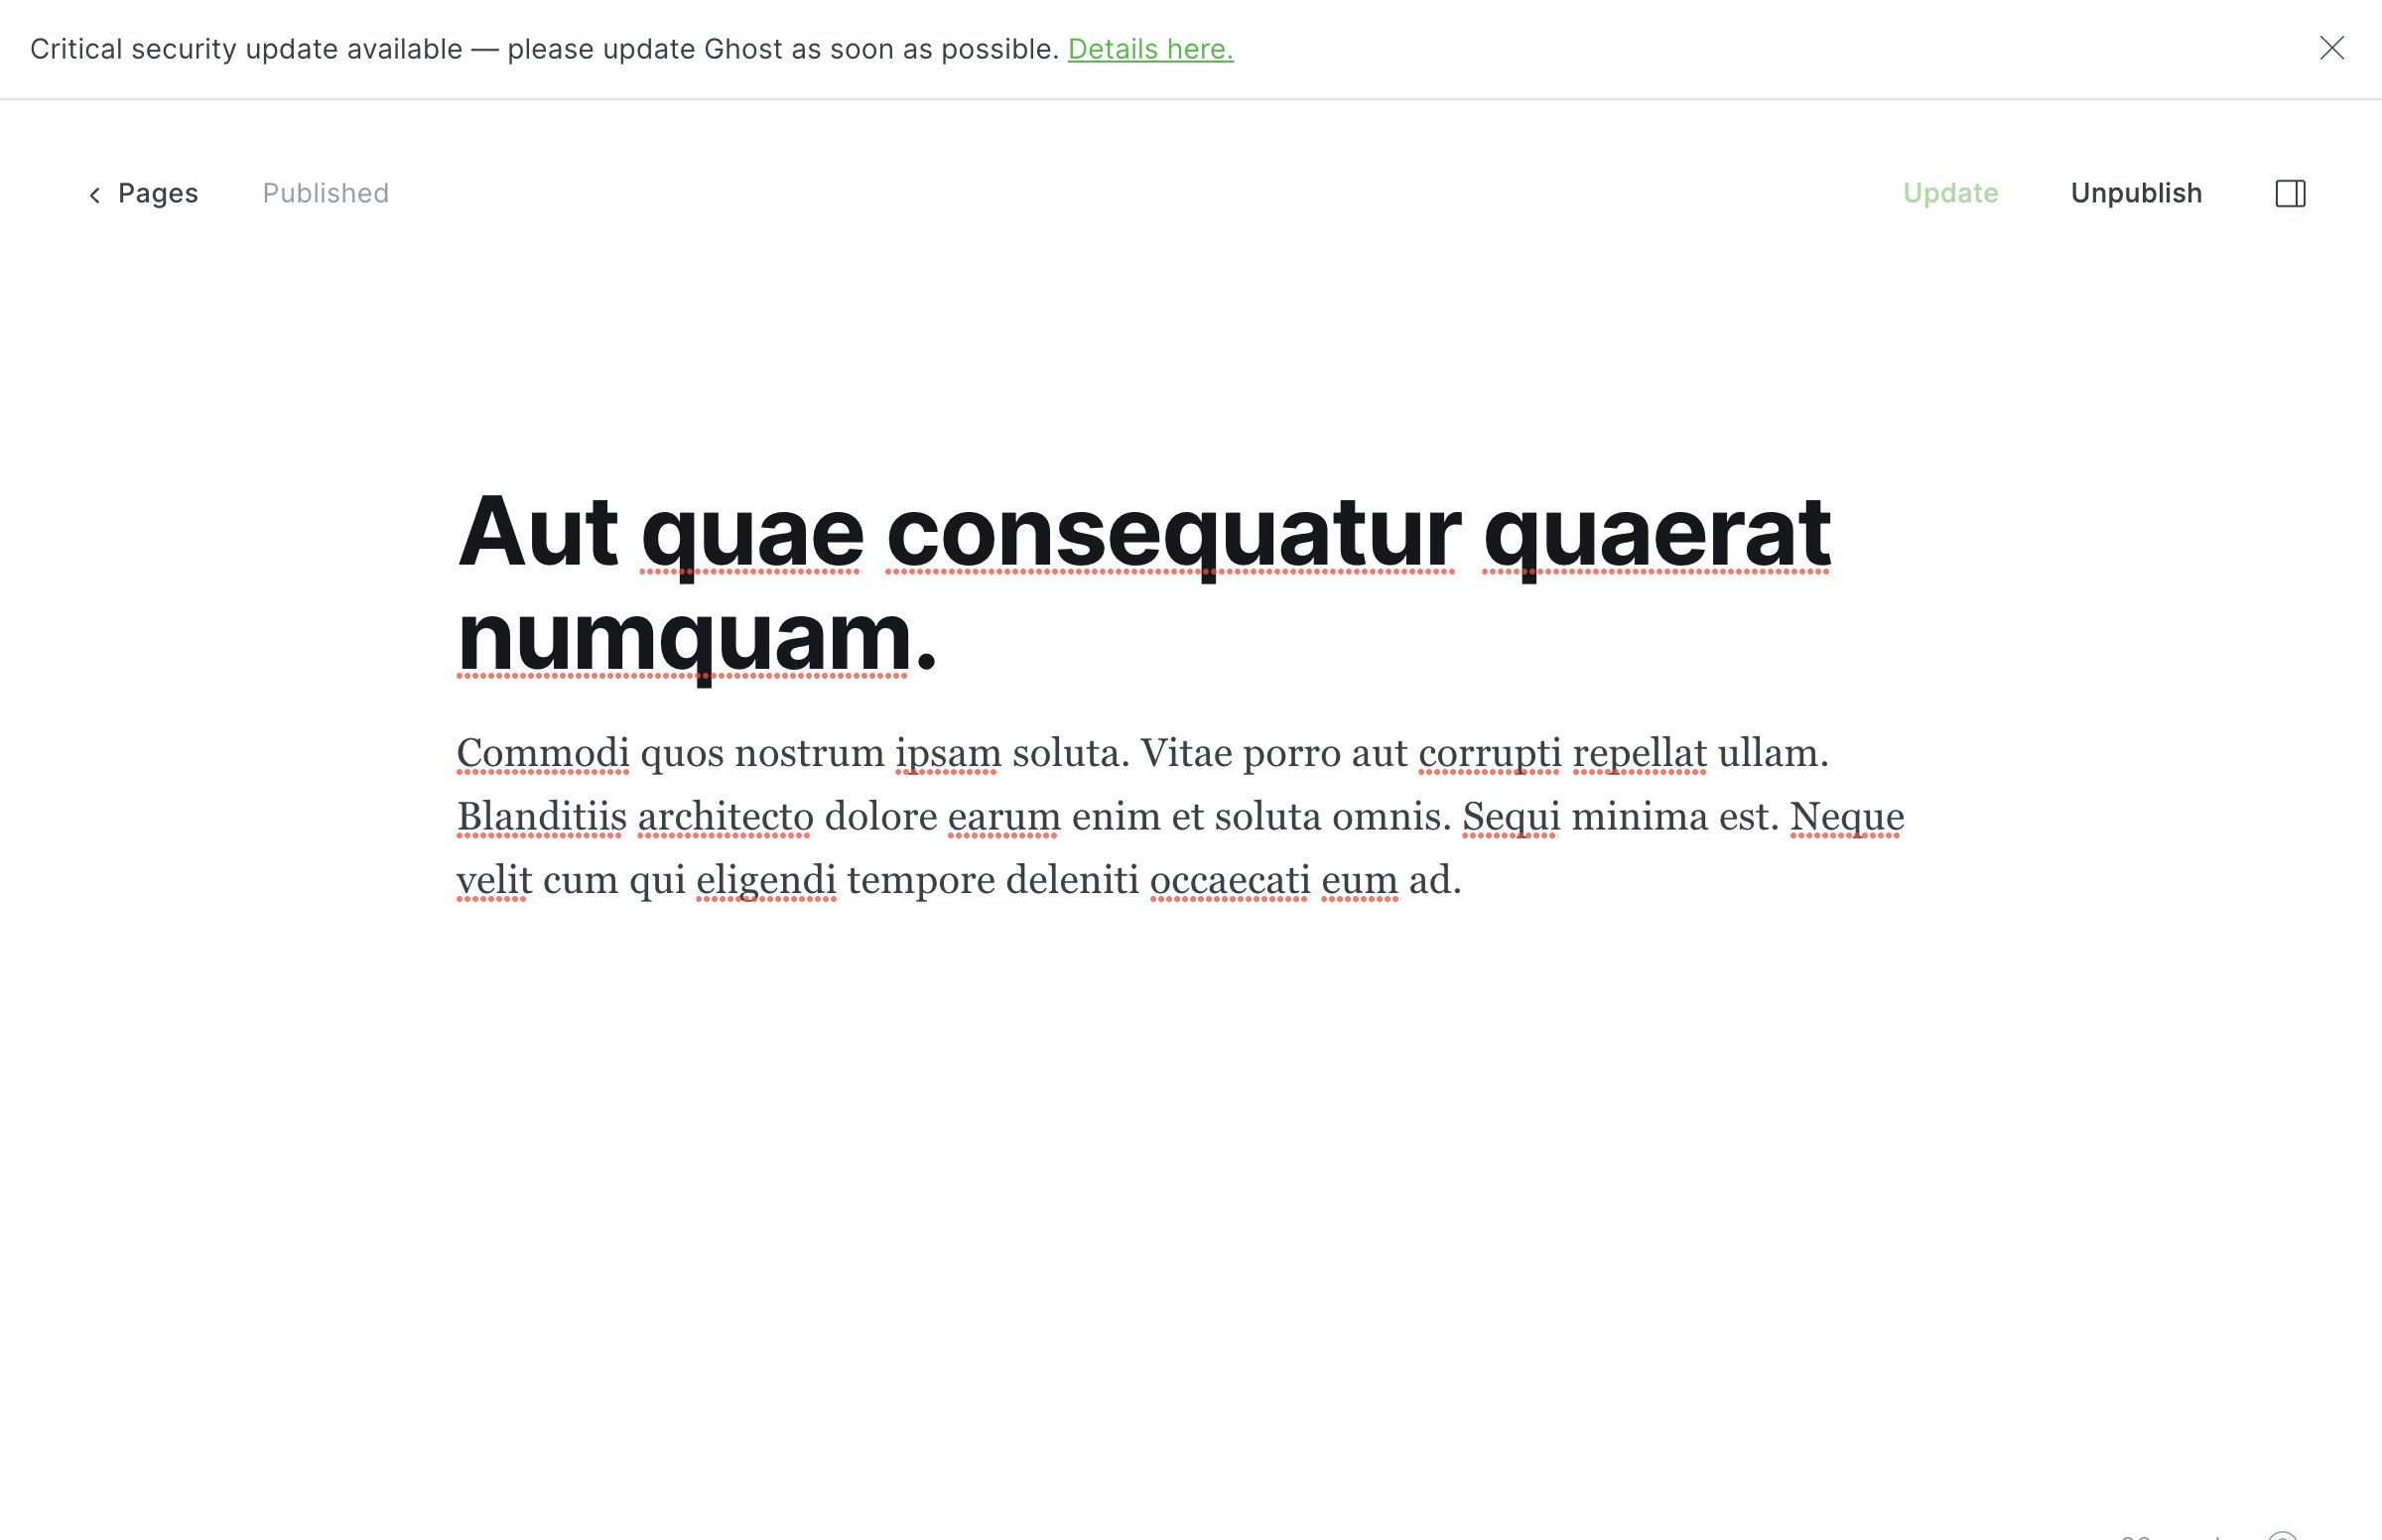 Critical security update available — please update Ghost as soon as possible. Details here.
Pages Published Update Unpublish
Aut quae consequatur quaerat
numquam.
Commodi quos nostrum ipsam soluta. Vitae porro aut corrupti repellat ullam.
Blanditiis architecto dolore earum enim et soluta omnis. Sequi minima est. Neque
velit cum qui eligendi tempore deleniti occaecati eum ad.